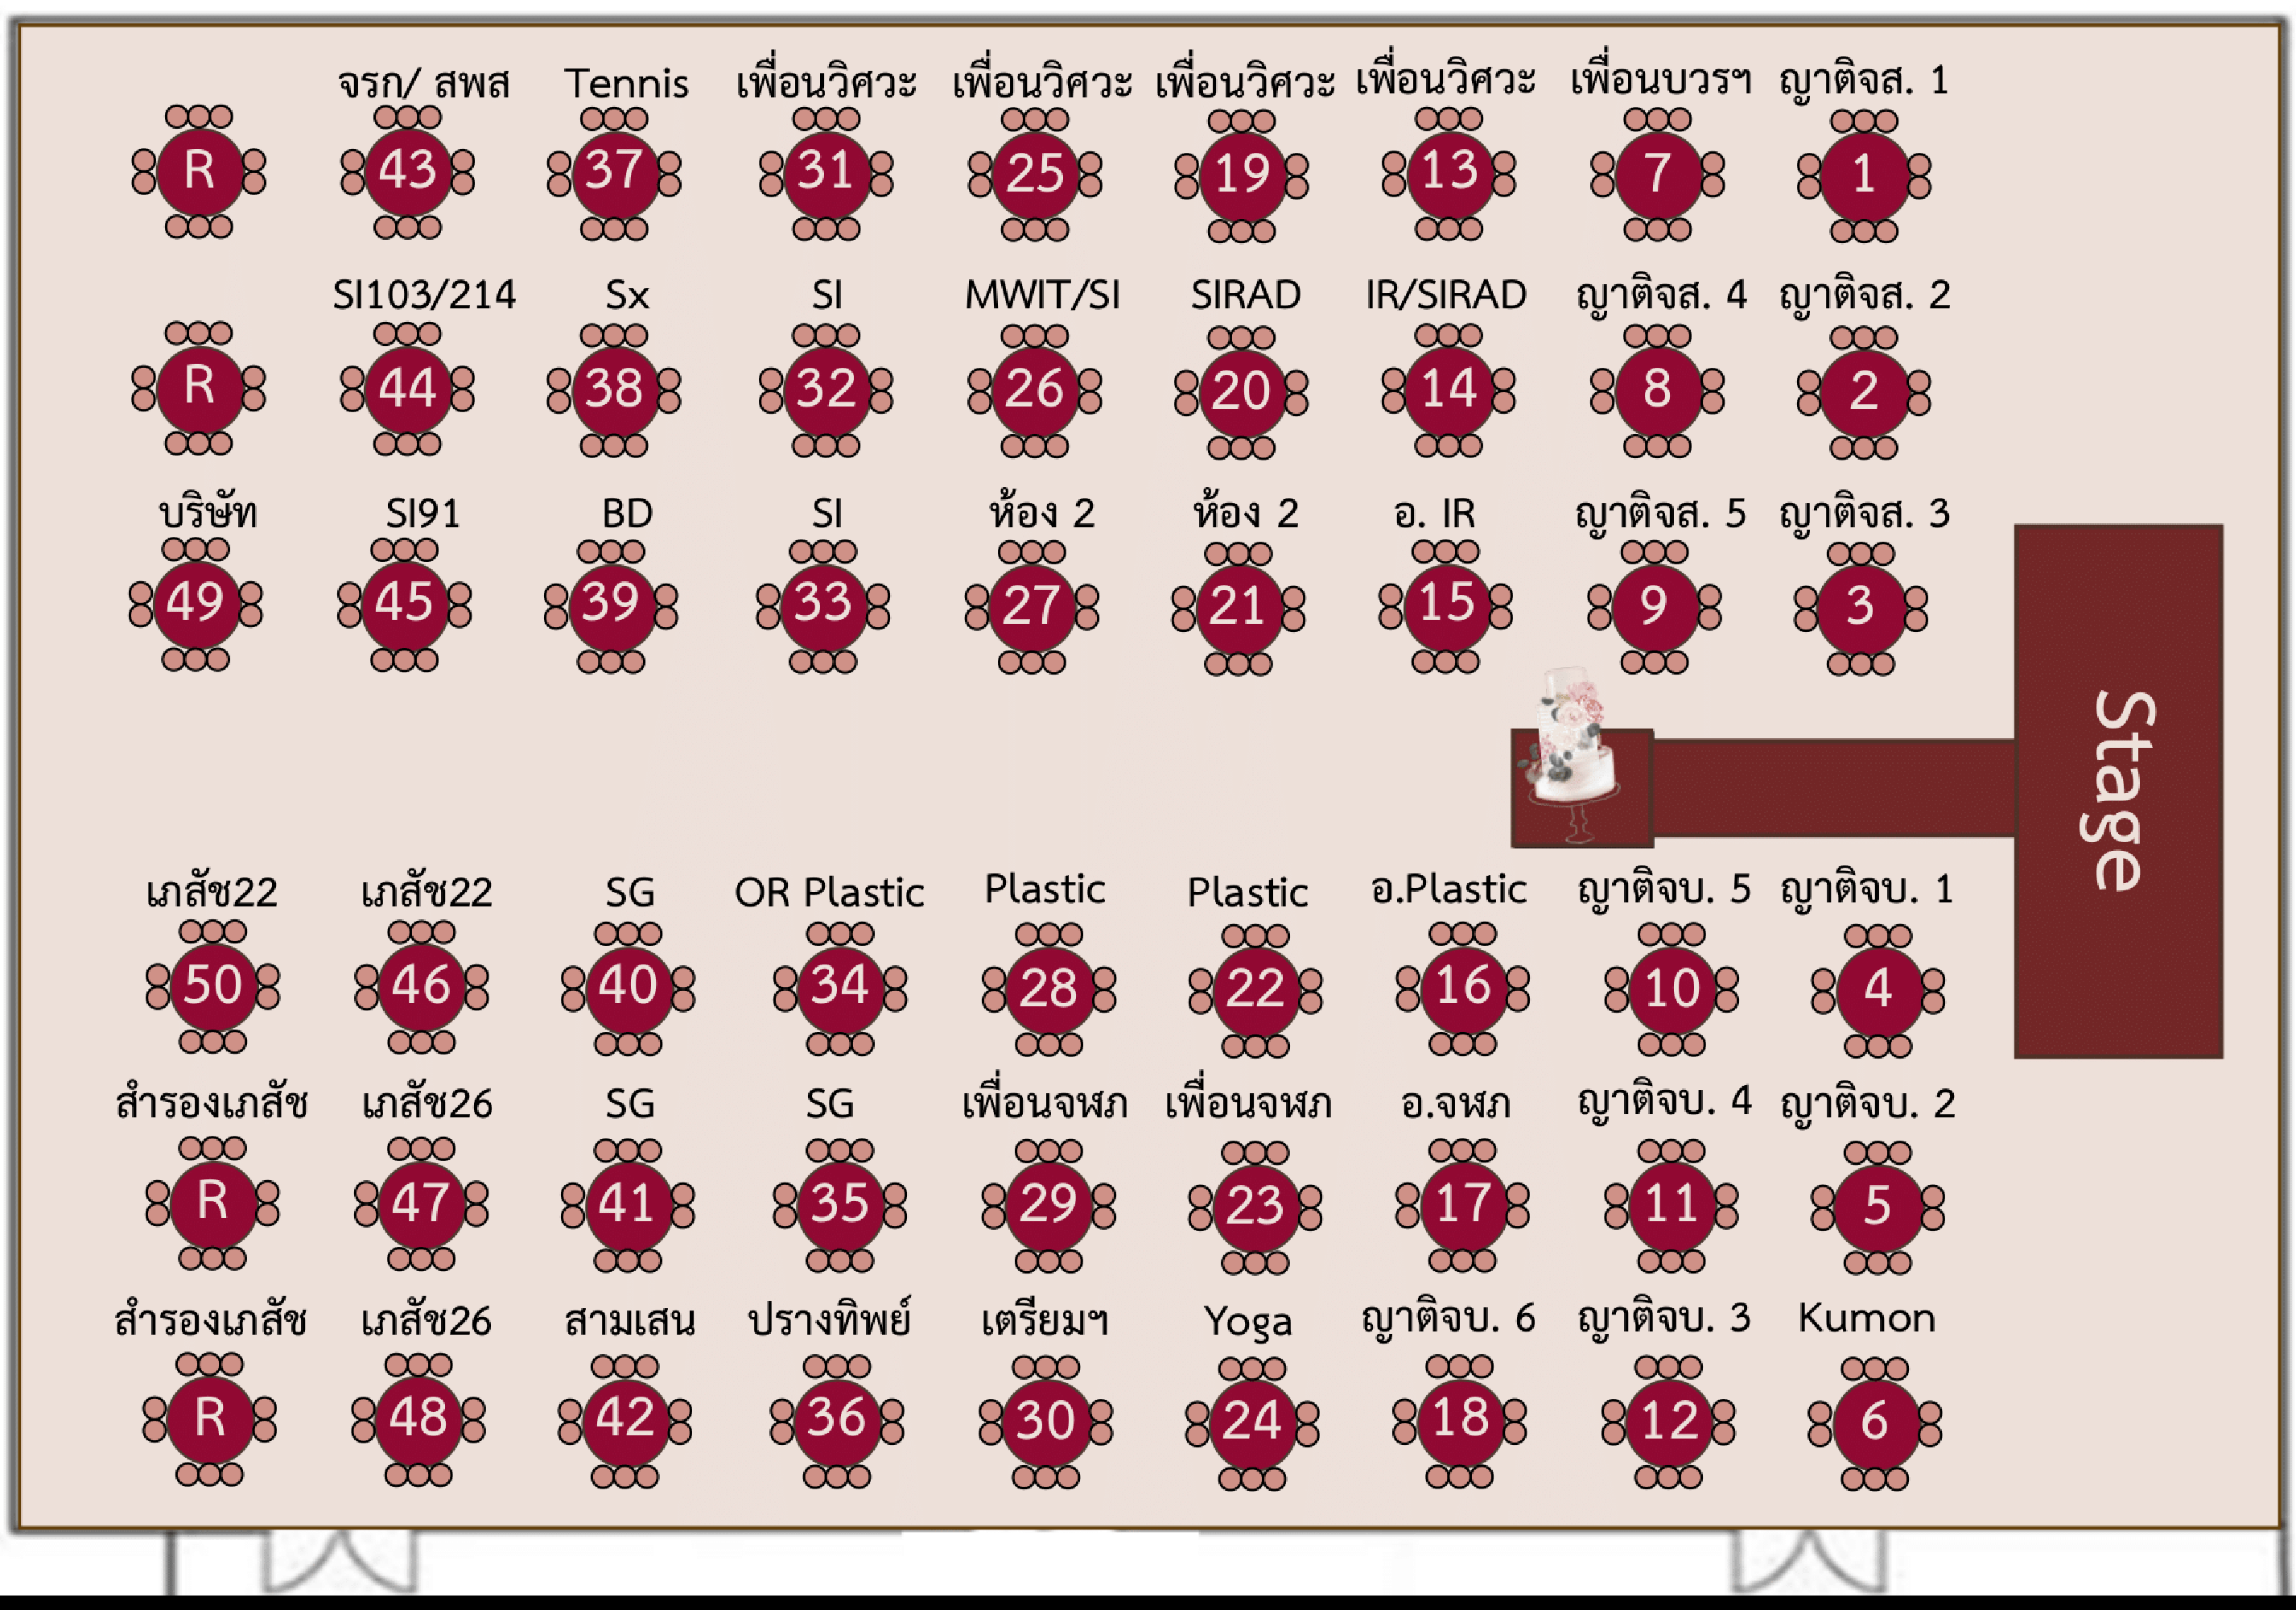 จรก/ สพส Tennis เพื่อนวิศวะ เพื่อนวิศวะ เพื่อนวิศวะ เพื่อนวิศวะ เพื่อนบวรฯ ญาติจส. 1
R 43 37 31 25 19 13 7 1
SI103/214 Sx SI MWIT/SI SIRAD IR/SIRAD ญาติจส. 4 ญาติจส. 2
R 44 38 32 26 20 14 8 2
บริษัท SI91 BD SI ห้อง 2 ห้อง 2 อ. IR ญาติจส. 5 ญาติจส. 3
49 45 39 33 27 21 15 9 3
Stage
เภสัช22 เภสัช22 SG OR Plastic Plastic Plastic อ.Plastic ญาติจบ. 5 ญาติจบ. 1
50 46 40 34 28 22 16 10 4
สำรองเภสัช เภสัช26 SG SG เพื่อนจฬภ เพื่อนจฬภ อ.จฬภ ญาติจบ. 4 ญาติจบ. 2
R 47 41 35 29 23 17 11 5
สำรองเภสัช เภสัช26 สามเสน ปรางทิพย์ เตรียมฯ Yoga ญาติจบ. 6 ญาติจบ. 3 Kumon
R 48 42 36 30 24 18 12 6